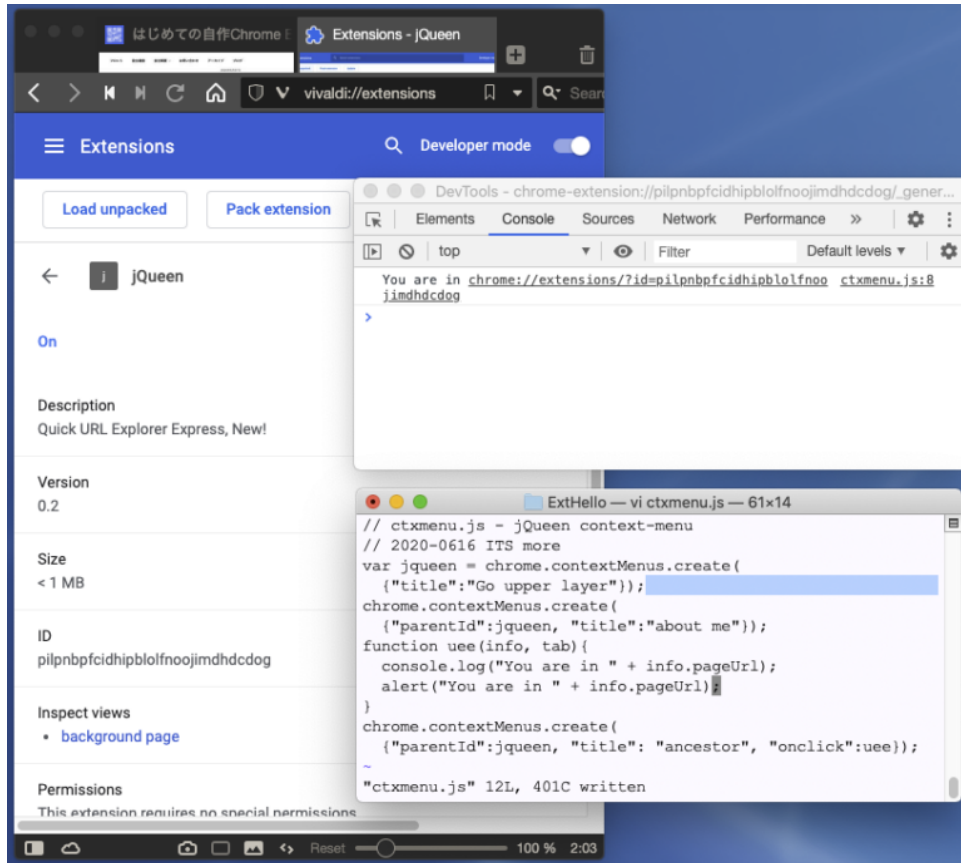 はじめての自作Chrome E
Extensions - jQueen
vivaldi://extensions
Sear
Extensions
Developer mode
Load unpacked
Pack extension
jQueen
On
Description
Quick URL Explorer Express, New!
Version
0.2
Size
< 1 MB
ID
pilpnbpfcidhipblolfnoojimdhdcdog
Inspect views
• background page
Permissions
This extension requires no special permissions
Reset
100 %
2:03
DevTools - chrome-extension://pilpnbpfcidhipblolfnoojimdhdcdog/_gener...
Elements Console Sources Network Performance »
top Filter Default levels ▼
You are in chrome://extensions/?id=pilpnbpfcidhipblolfnoo ctxmenu.js:8
jimdhdcdog
>
ExtHello — vi ctxmenu.js — 61×14
// ctxmenu.js - jQueen context-menu
// 2020-0616 ITS more
var jqueen = chrome.contextMenus.create(
{"title":"Go upper layer"});
chrome.contextMenus.create(
{"parentId":jqueen, "title":"about me"});
function uee(info, tab){
console.log("You are in " + info.pageUrl);
alert("You are in " + info.pageUrl);
}
chrome.contextMenus.create(
{"parentId":jqueen, "title": "ancestor", "onclick":uee});
~
"ctxmenu.js" 12L, 401C written